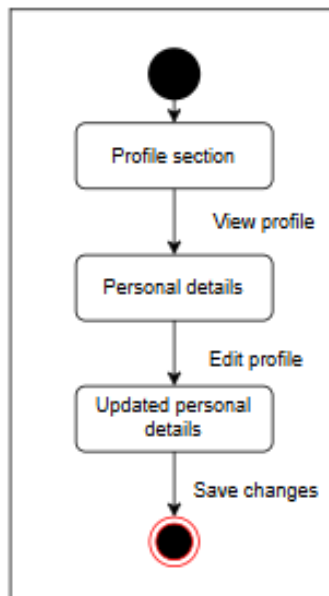 Profile section
View profile
Personal details
Edit profile
Updated personal
details
Save changes